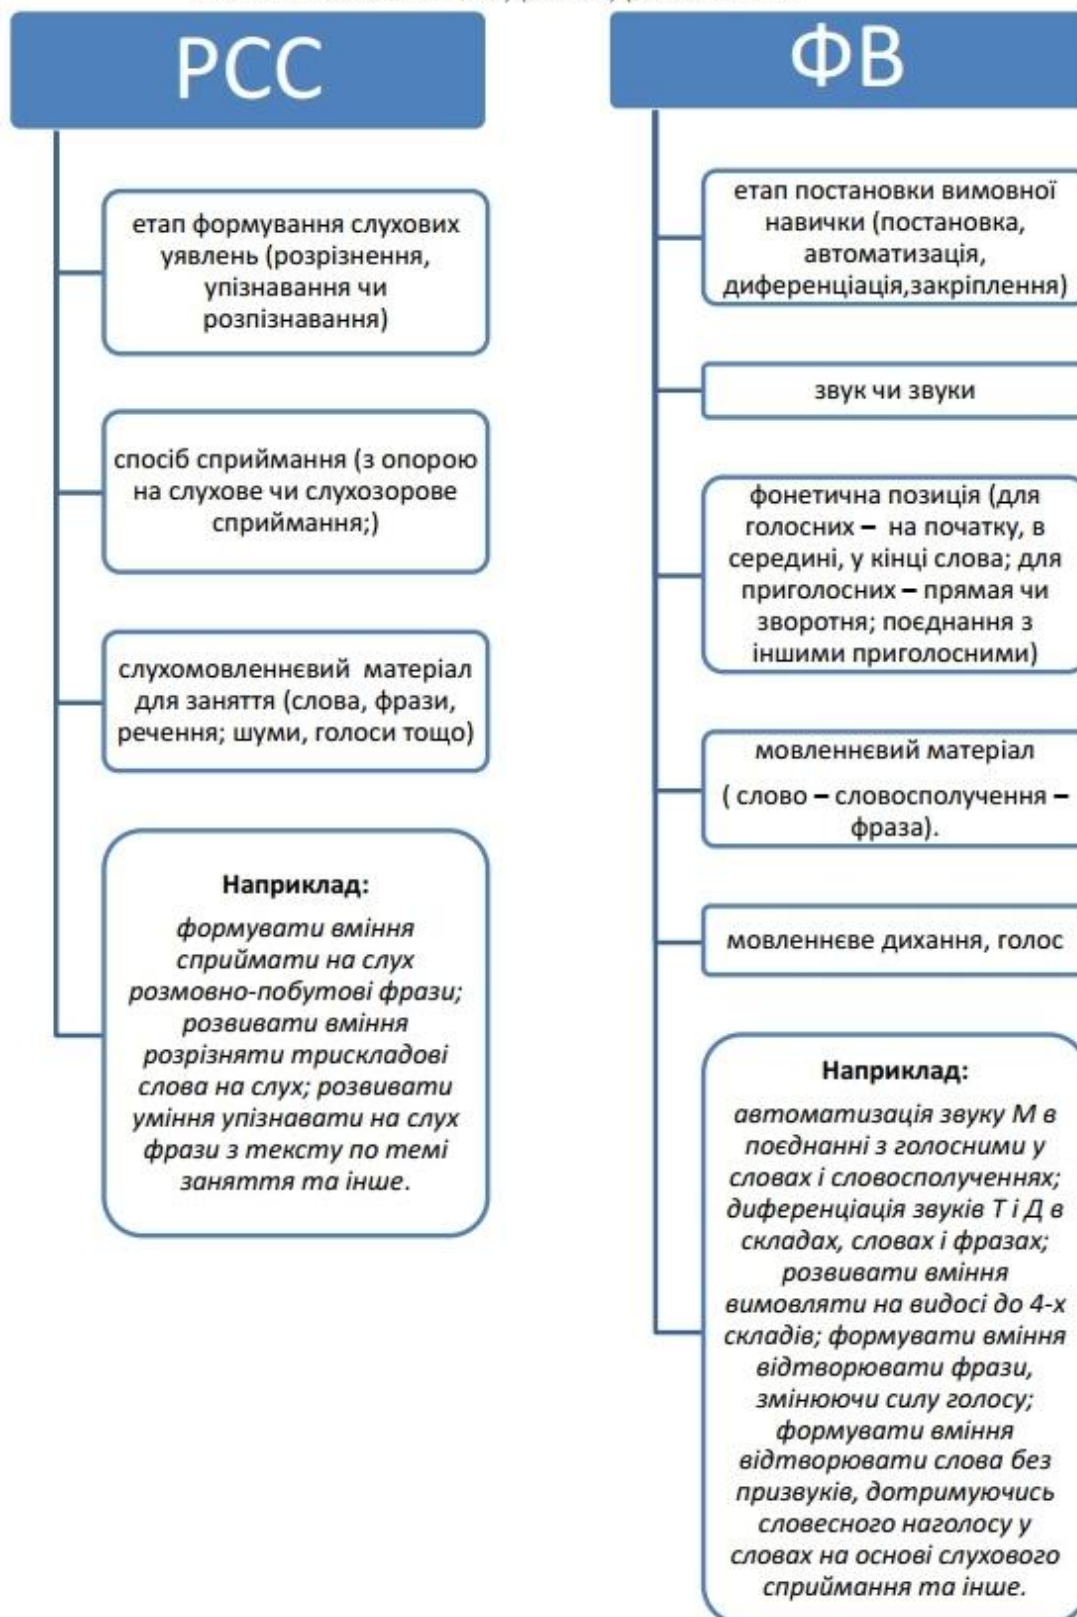 РСС
етап формування слухових
уявлень (розрізнення,
упізнавання чи
розпізнавання)
спосіб сприймання (з опорою
на слухове чи слухозорове
сприймання;)
слухомовленнєвий матеріал
для заняття (слова, фрази,
речення; шуми, голоси тощо)
Наприклад:
формувати вміння
сприймати на слух
розмовно-побутові фрази;
розвивати вміння
розрізняти трискладові
слова на слух; розвивати
уміння упізнавати на слух
фрази з тексту по темі
заняття та інше.
ФВ
етап постановки вимовної
навички (постановка,
автоматизація,
диференціація,закріплення)
звук чи звуки
фонетична позиція (для
голосних – на початку, в
середині, у кінці слова; для
приголосних – прямая чи
зворотня; поєднання з
іншими приголосними)
мовленнєвий матеріал
( слово – словосполучення –
фраза).
мовленнєве дихання, голос
Наприклад:
автоматизація звуку М в
поєднанні з голосними у
словах і словосполученнях;
диференціація звуків Т і Д в
складах, словах і фразах;
розвивати вміння
вимовляти на видосі до 4-х
складів; формувати вміння
відтворювати фрази,
змінюючи силу голосу;
формувати вміння
відтворювати слова без
призвуків, дотримуючись
словесного наголосу у
словах на основі слухового
сприймання та інше.